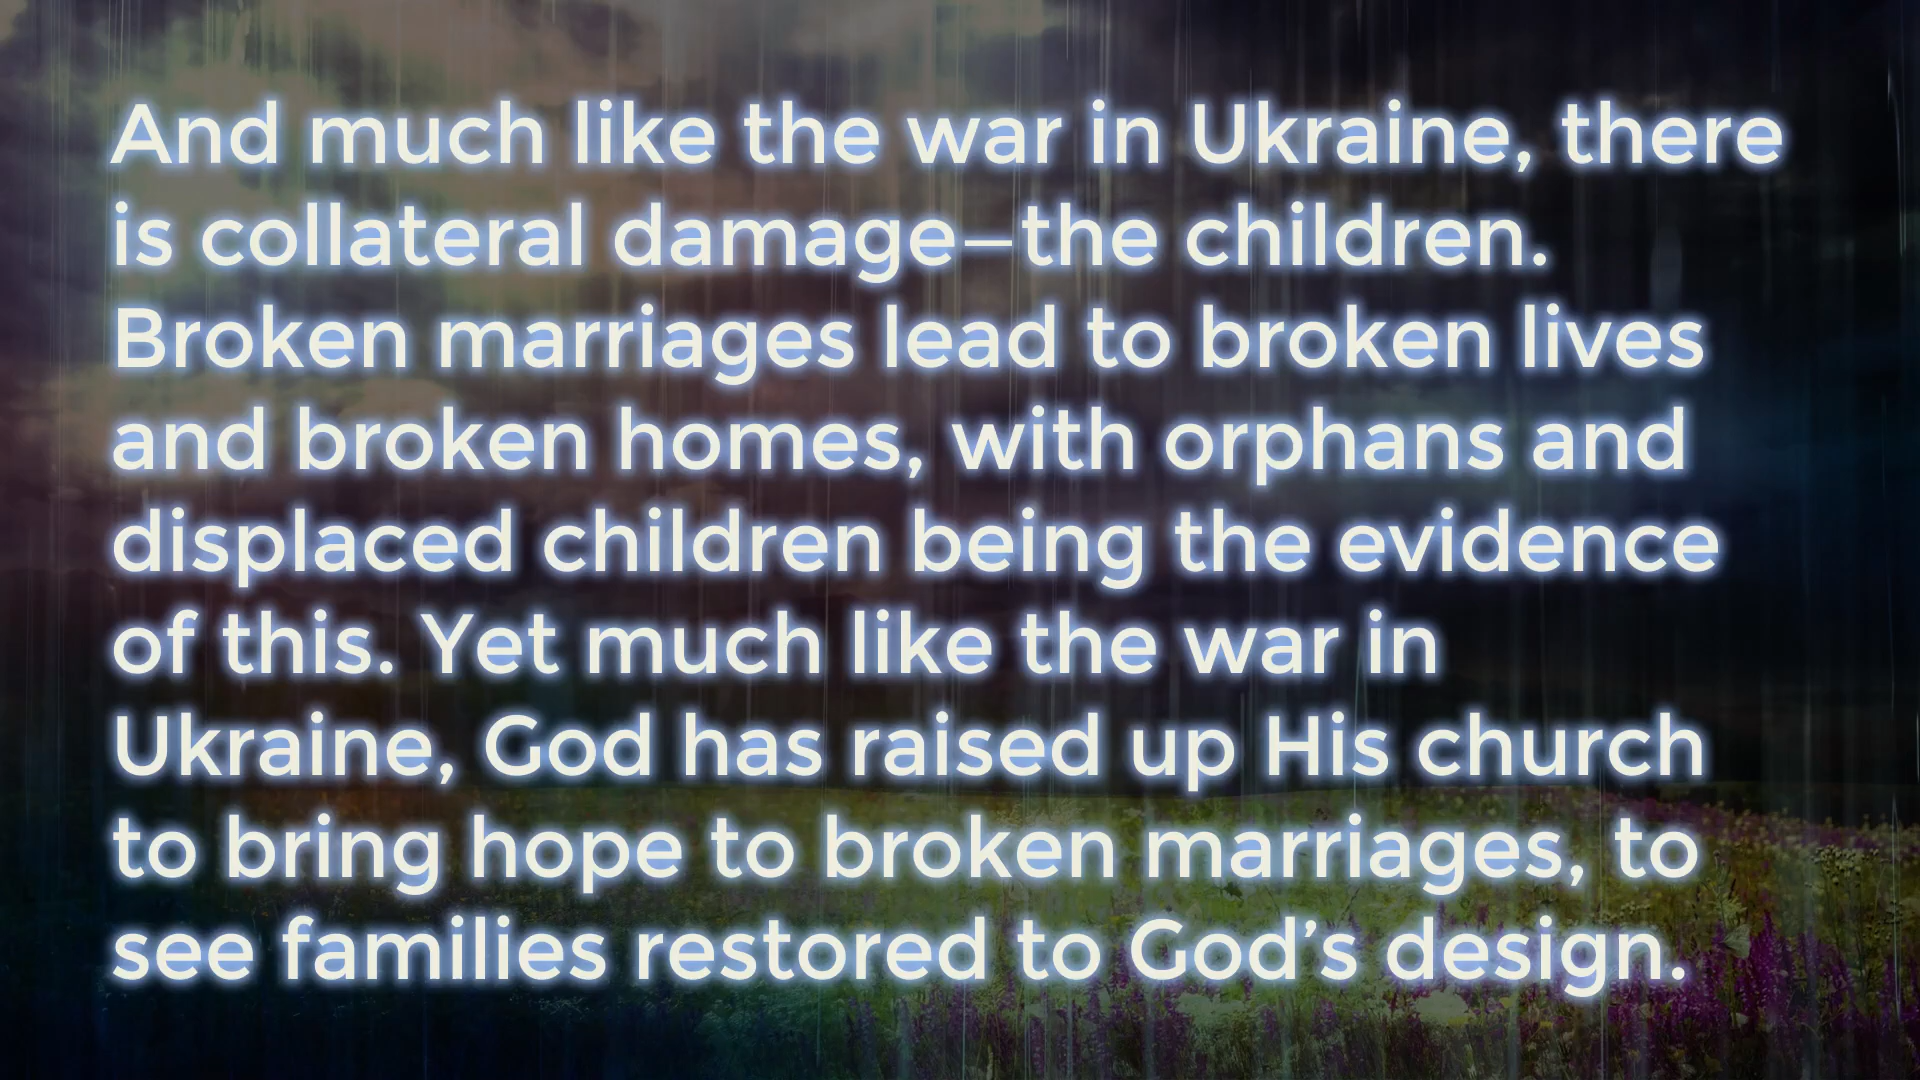 And much like the war in Ukraine, there
is collateral damage—the children.
Broken marriages lead to broken lives
and broken homes, with orphans and
displaced children being the evidence
of this. Yet much like the war in
Ukraine, God has raised up His church
to bring hope to broken marriages, to
see families restored to God’s design.